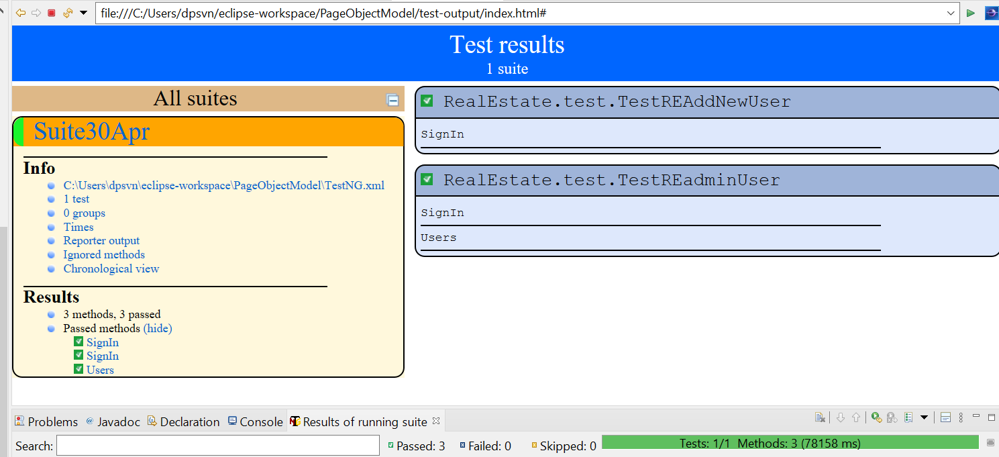 file:///C:/Users/dpsvn/eclipse-workspace/PageObjectModel/test-output/index.html#
Test results
1 suite
All suites
Suite30Apr
Info
C:\Users\dpsvn\eclipse-workspace\PageObjectModel\TestNG.xml
1 test
0 groups
Times
Reporter output
Ignored methods
Chronological view
Results
3 methods, 3 passed
Passed methods (hide)
SignIn
SignIn
Users
RealEstate.test.TestREAddNewUser
SignIn
RealEstate.test.TestREadminUser
SignIn
Users
Problems @ Javadoc Declaration Console Results of running suite
Search: Passed: 3 Failed: 0 Skipped: 0 Tests: 1/1 Methods: 3 (78158 ms)